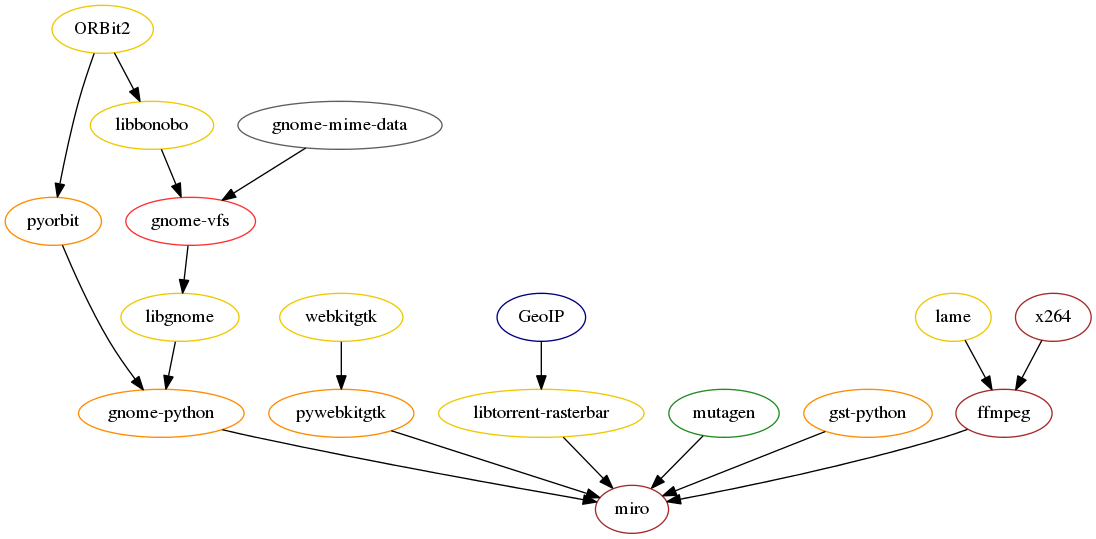 ORBit2
libbonobo
gnome-mime-data
pyorbit
gnome-vfs
libgnome
webkitgtk
GeoIP
lame
x264
gnome-python
pywebkitgtk
libtorrent-rasterbar
mutagen
gst-python
ffmpeg
miro